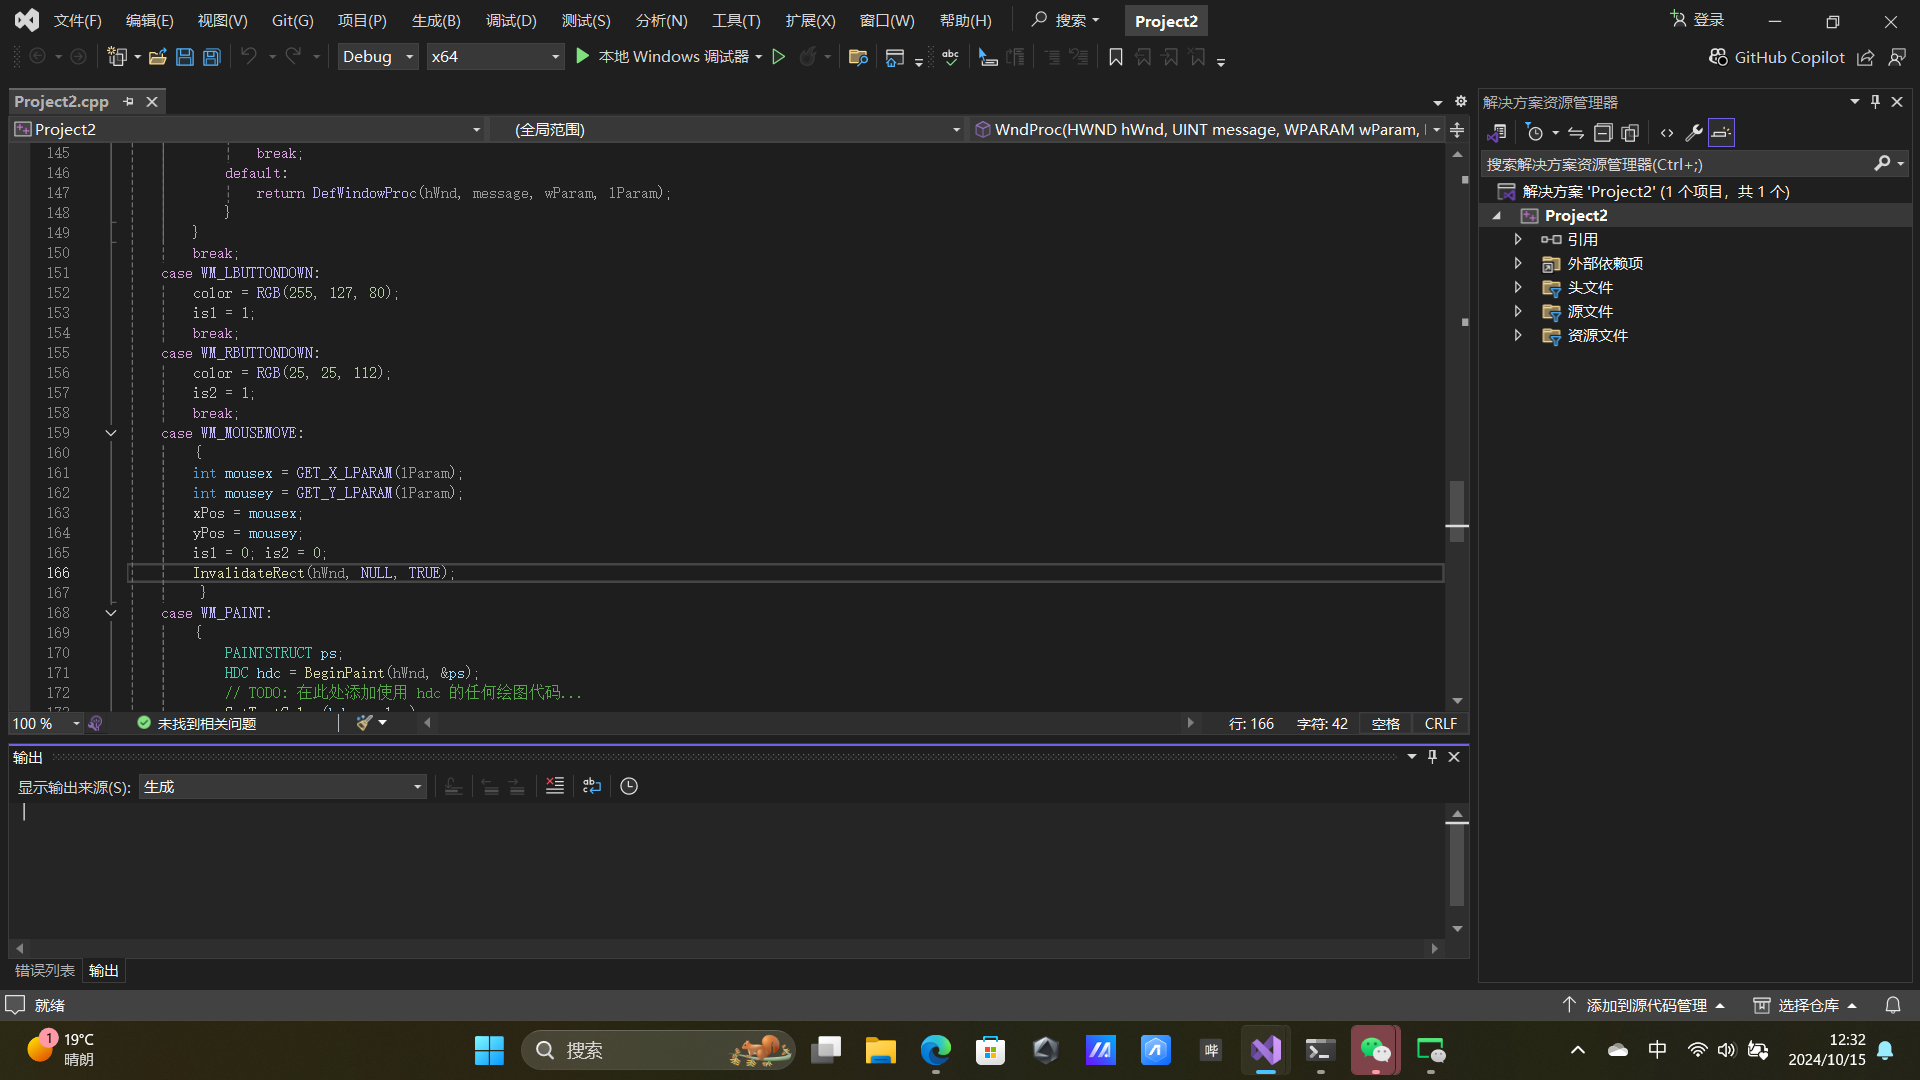 文件(F) 编辑(E) 视图(V) Git(G) 项目(P) 生成(B) 调试(D) 测试(S) 分析(N) 工具(T) 扩展(X) 窗口(W) 帮助(H) 搜索 Project2 登录
Debug x64 本地 Windows 调试器 abc GitHub Copilot
Project2.cpp
Project2 (全局范围) WndProc(HWND hWnd, UINT message, WPARAM wParam,
145 break;
146 default:
147 return DefWindowProc(hWnd, message, wParam, lParam);
148 }
149 }
150 break;
151 case WM_LBUTTONDOWN:
152 color = RGB(255, 127, 80);
153 is1 = 1;
154 break;
155 case WM_RBUTTONDOWN:
156 color = RGB(25, 25, 112);
157 is2 = 1;
158 break;
159 case WM_MOUSEMOVE:
160 {
161 int mousex = GET_X_LPARAM(lParam);
162 int mousey = GET_Y_LPARAM(lParam);
163 xPos = mousex;
164 yPos = mousey;
165 is1 = 0; is2 = 0;
166 InvalidateRect(hWnd, NULL, TRUE);
167 }
168 case WM_PAINT:
169 {
170 PAINTSTRUCT ps;
171 HDC hdc = BeginPaint(hWnd, &ps);
172 // TODO: 在此处添加使用 hdc 的任何绘图代码...
100 % 未找到相关问题 行: 166 字符: 42 空格 CRLF
输出
显示输出来源(S): 生成
错误列表 输出
解决方案资源管理器
搜索解决方案资源管理器(Ctrl+;)
解决方案 'Project2' (1 个项目，共 1 个)
Project2
引用
外部依赖项
头文件
源文件
资源文件
就绪 添加到源代码管理 选择仓库
1 19°C
晴朗
搜索
哔
中
12:32
2024/10/15